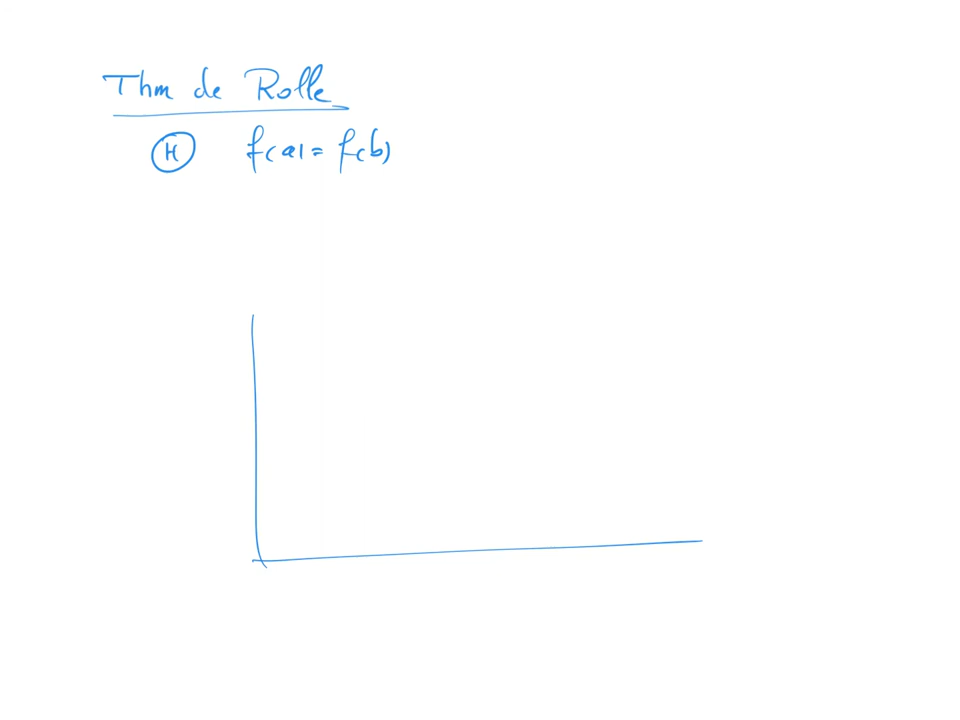 Thm de Rolle
H f(a) = f(b)